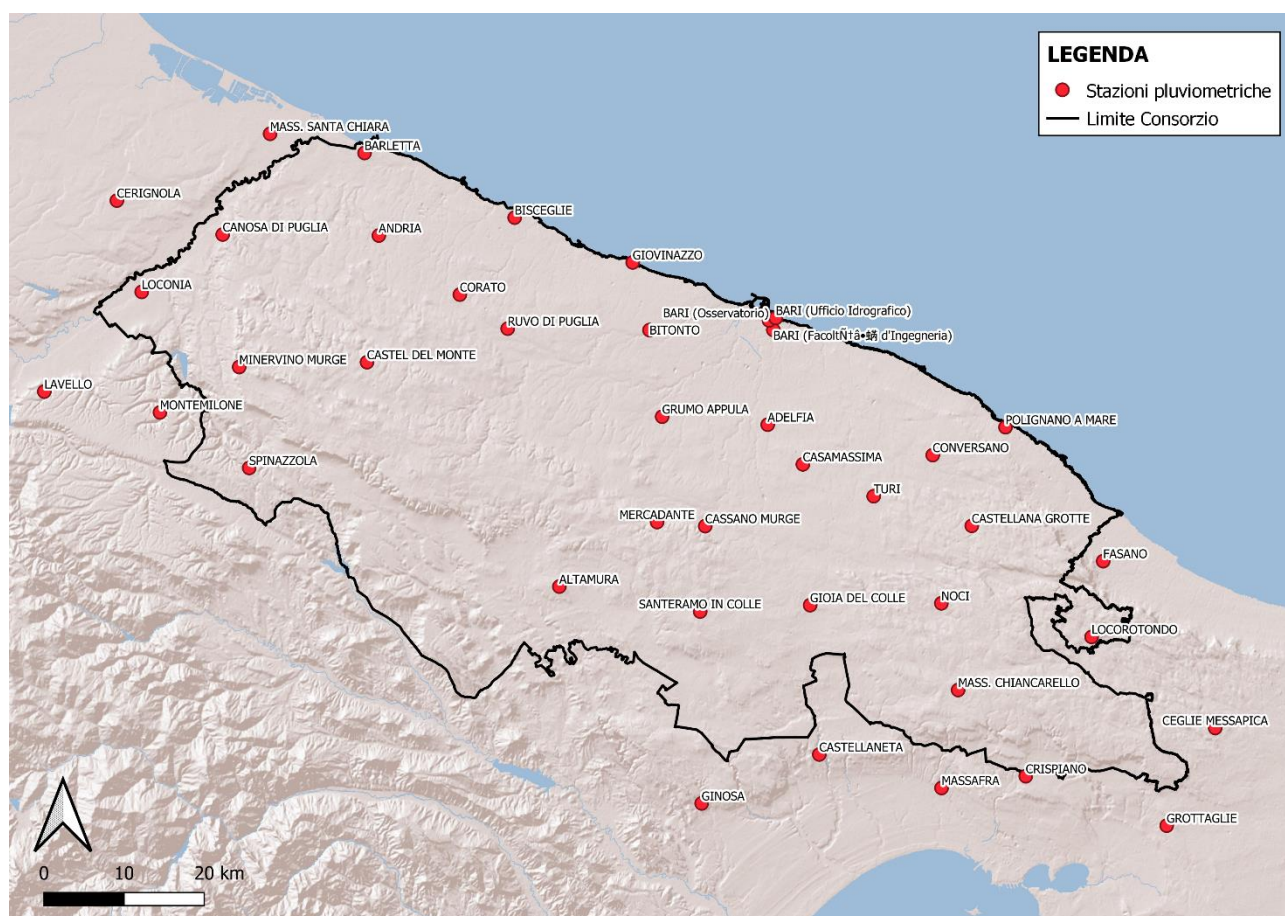 LEGENDA
Stazioni pluviometriche
Limite Consorzio
MASS. SANTA CHIARA
BARLETTA
CERIGNOLA
BISCEGLIE
CANOSA DI PUGLIA
ANDRIA
GIOVINAZZO
LOCONIA
CORATO
BARI (Osservatorio)
BARI (Ufficio Idrografico)
RUVO DI PUGLIA
BITONTO
BARI (FacoltÑ†â•蝸 d'Ingegneria)
MINERVINO MURGE
CASTEL DEL MONTE
LAVELLO
MONTEMILONE
GRUMO APPULA
ADELFIA
POLIGNANO A MARE
SPINAZZOLA
CASAMASSIMA
CONVERSANO
TURI
MERCADANTE
CASSANO MURGE
CASTELLANA GROTTE
FASANO
ALTAMURA
SANTERAMO IN COLLE
GIOIA DEL COLLE
NOCI
LOCOROTONDO
MASS. CHIANCARELLO
CEGLIE MESSAPICA
CASTELLANETA
CRISPIANO
MASSAFRA
GINOSA
GROTTAGLIE
0 10 20 km